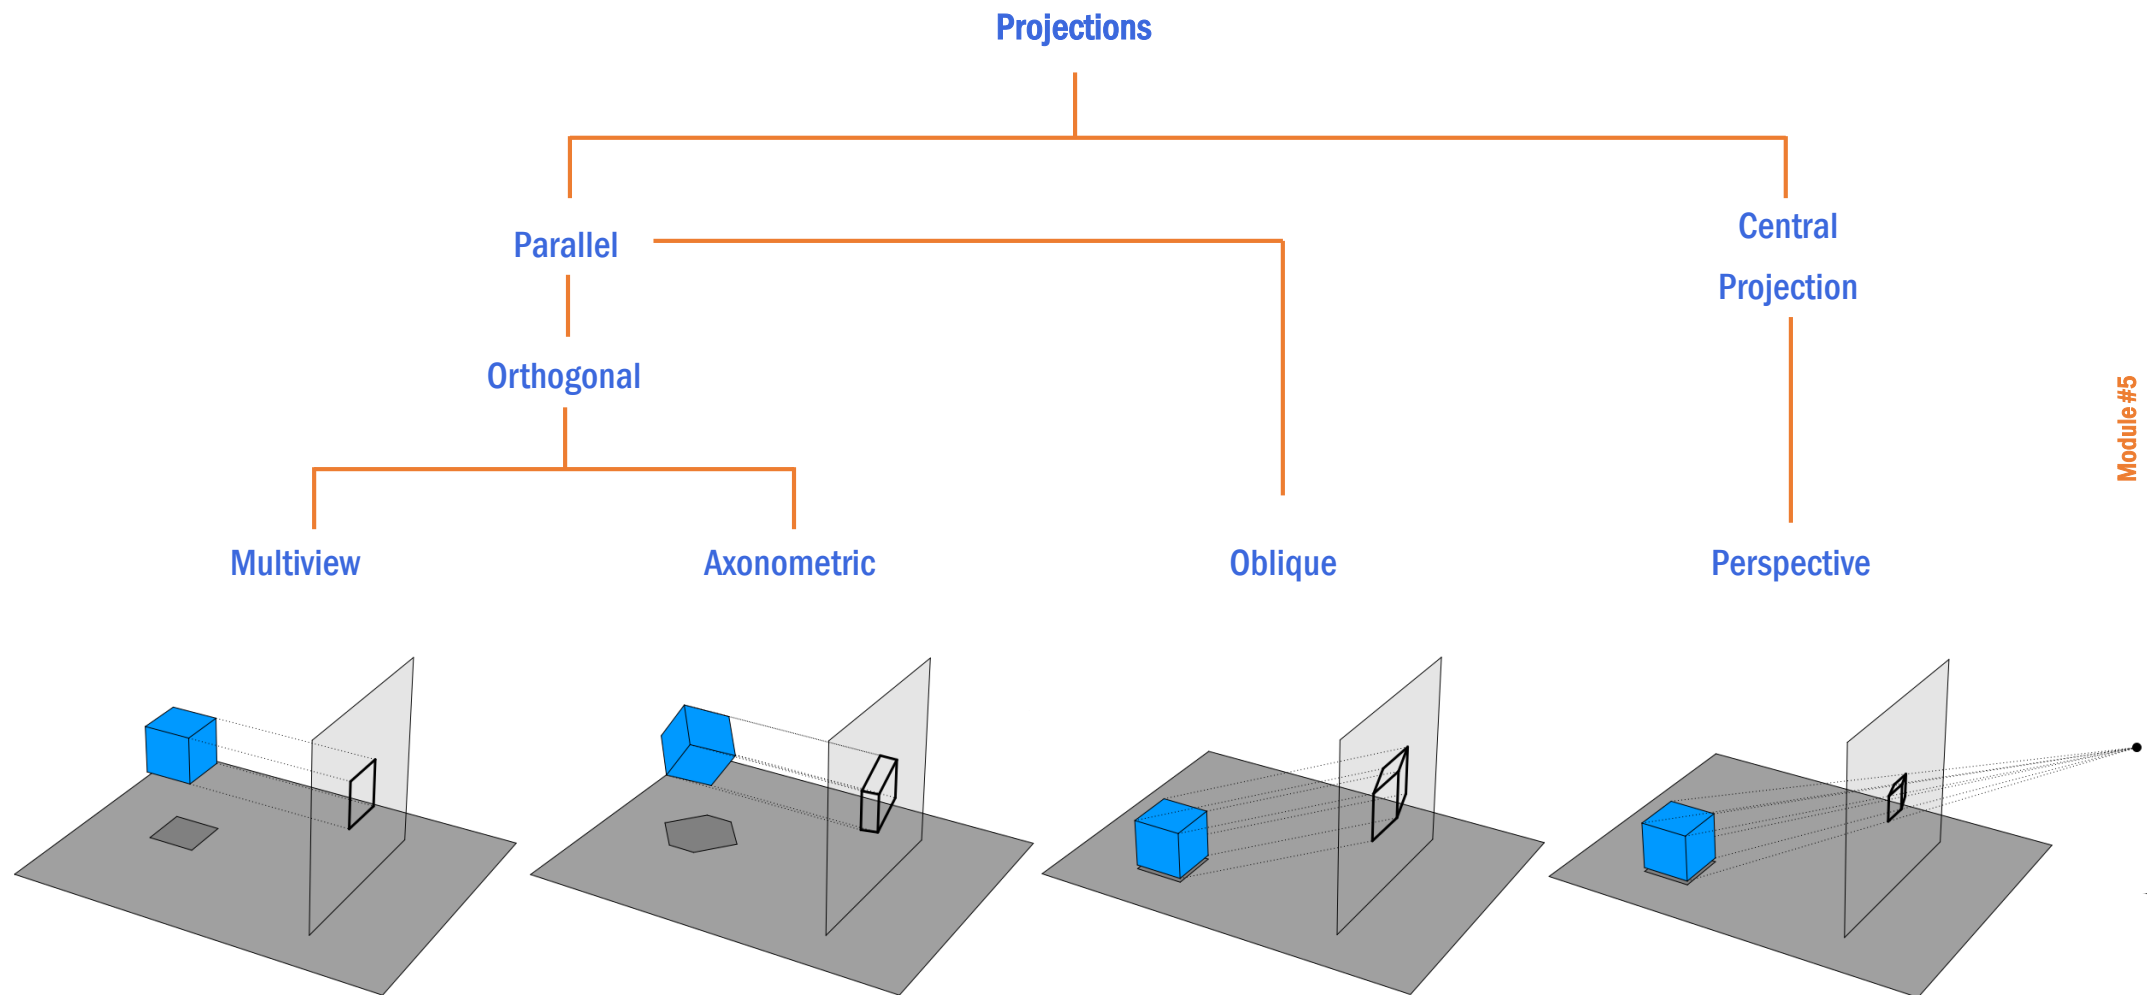 Projections
Parallel
Central
Projection
Orthogonal
Module #5
Multiview
Axonometric
Oblique
Perspective